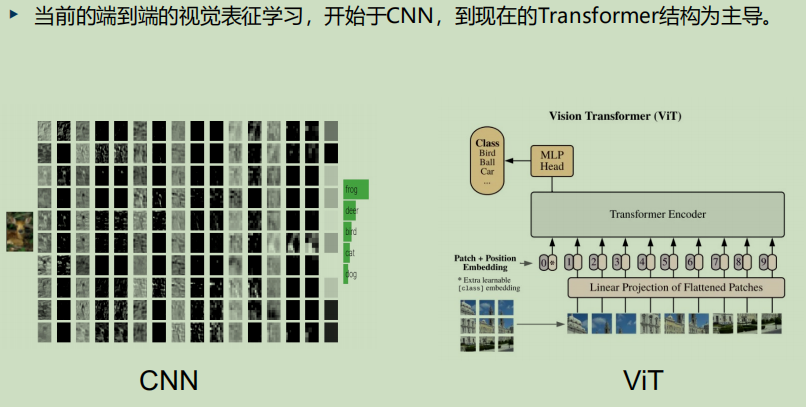 当前的端到端的视觉表征学习，开始于CNN，到现在的Transformer结构为主导。
frog
deer
bird
cat
dog
CNN
Vision Transformer (ViT)
Class
Bird
Ball
Car
...
MLP
Head
Transformer Encoder
Patch + Position
Embedding
* Extra learnable
[class] embedding
0 * 1 2 3 4 5 6 7 8 9
Linear Projection of Flattened Patches
ViT